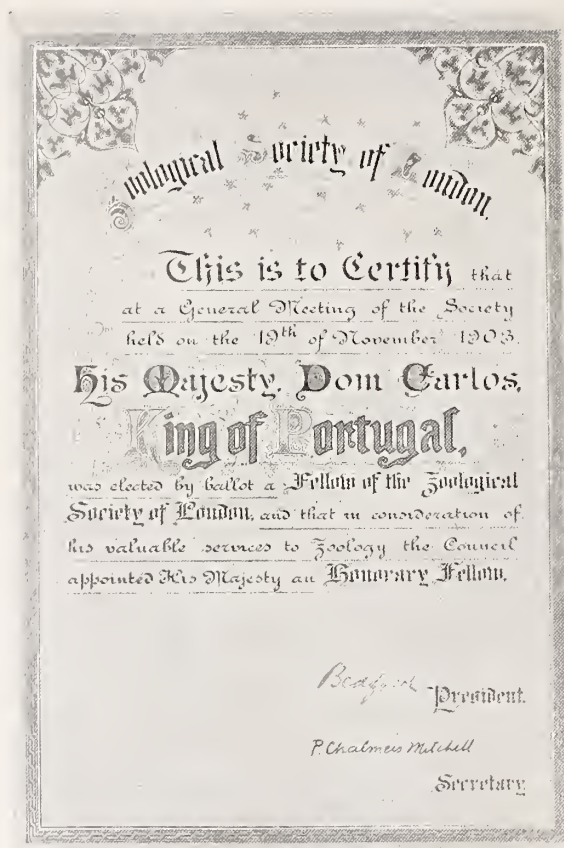 Zoological Society of London.
This is to Certify that
at a General Meeting of the Society
held on the 19th of November 1903.
His Majesty, Dom Carlos,
King of Portugal,
was elected by ballot a Fellow of the Zoological
Society of London, and that in consideration of
his valuable services to Zoology the Council
appointed His Majesty an Honorary Fellow.
Bedford President.
P. Chalmers Mitchell
Secretary